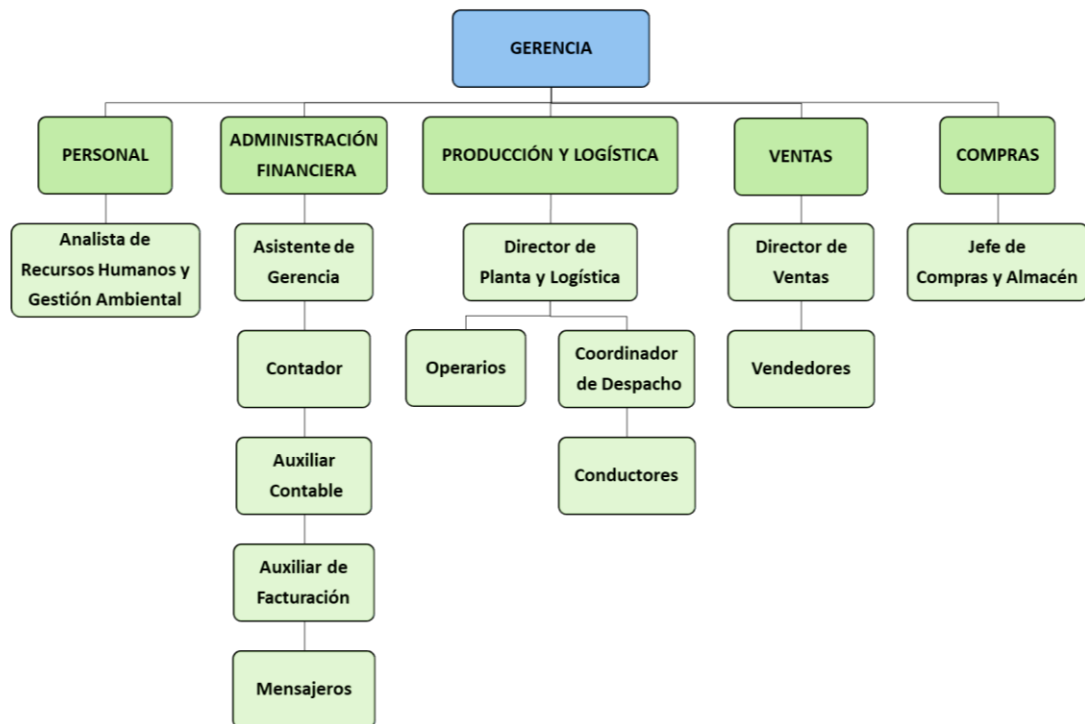 GERENCIA
PERSONAL
ADMINISTRACIÓN
FINANCIERA
PRODUCCIÓN Y LOGÍSTICA
VENTAS
COMPRAS
Analista de
Recursos Humanos y
Gestión Ambiental
Asistente de
Gerencia
Director de
Planta y Logística
Director de
Ventas
Jefe de
Compras y Almacén
Contador
Operarios
Coordinador
de Despacho
Vendedores
Auxiliar
Contable
Conductores
Auxiliar de
Facturación
Mensajeros